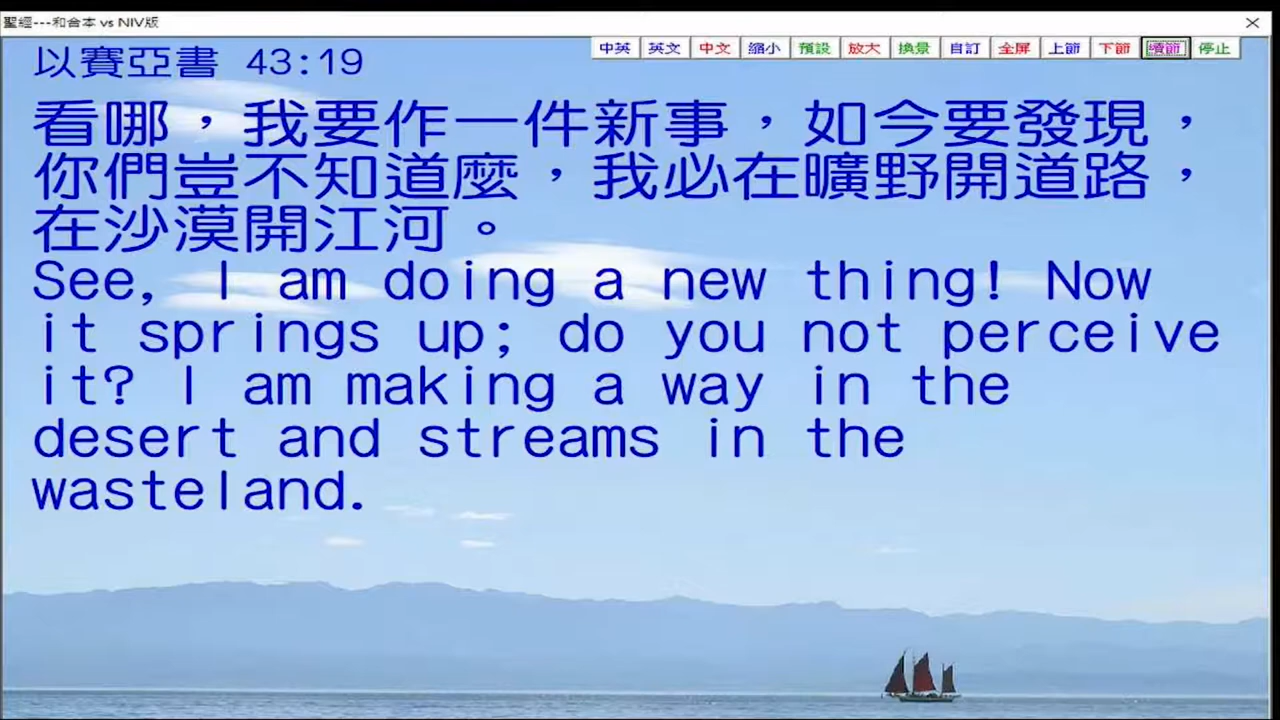 聖經---和合本 vs NIV版
中英 英文 中文 縮小 預設 放大 換景 自訂 全屏 上節 下節 續節 停止
以賽亞書 43:19
看哪，我要作一件新事，如今要發現，
你們豈不知道麼，我必在曠野開道路，
在沙漠開江河。
See, I am doing a new thing! Now
it springs up; do you not perceive
it? I am making a way in the
desert and streams in the
wasteland.